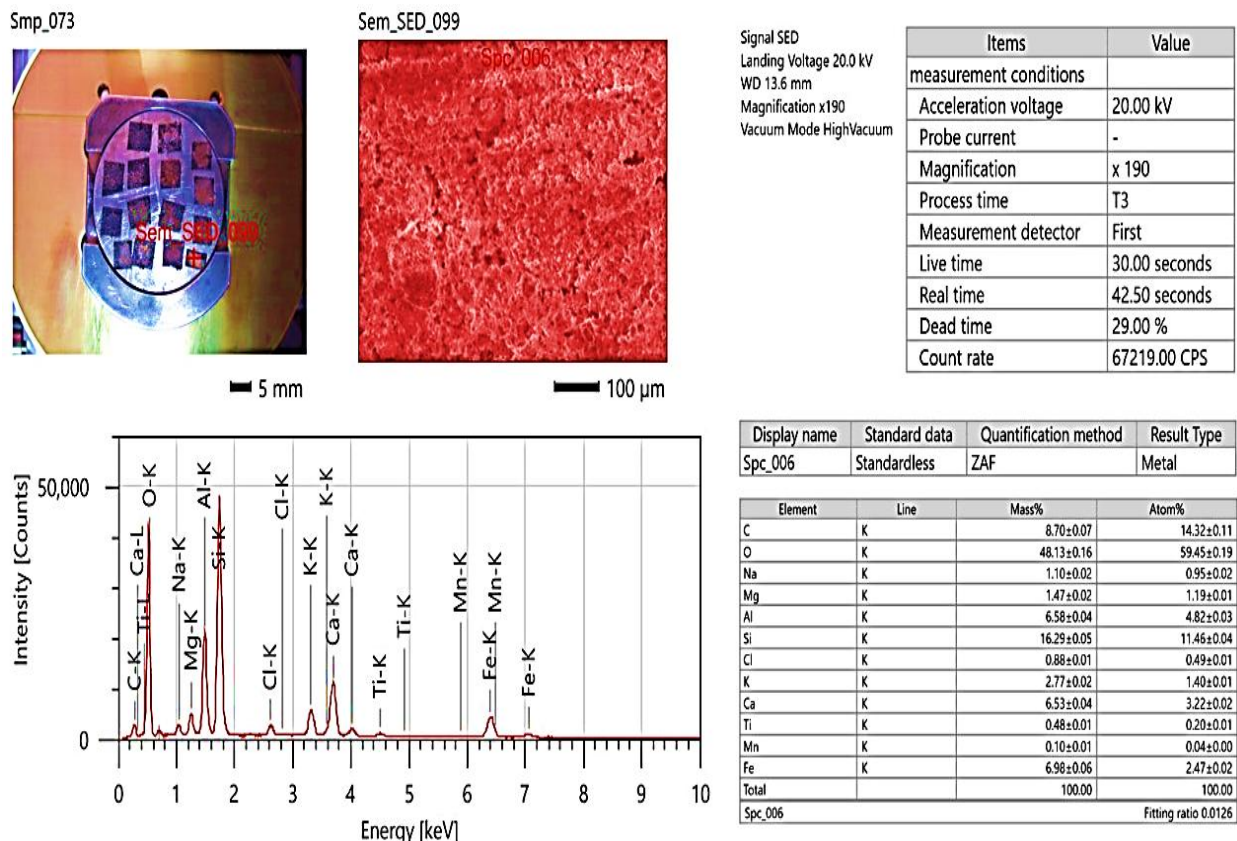 Smp_073
Sem_SED_099
Sem_SED_099
Spc_006
Signal SED
Landing Voltage 20.0 kV
WD 13.6 mm
Magnification x190
Vacuum Mode HighVacuum
5 mm
100 µm
Items Value
measurement conditions
Acceleration voltage 20.00 kV
Probe current -
Magnification x 190
Process time T3
Measurement detector First
Live time 30.00 seconds
Real time 42.50 seconds
Dead time 29.00 %
Count rate 67219.00 CPS
Intensity [Counts]
50,000
0
C-K
Ca-L
Ti-L
O-K
Na-K
Mg-K
Al-K
Si-K
Cl-K
Cl-K
K-K
K-K
Ca-K
Ca-K
Ti-K
Ti-K
Mn-K
Fe-K
Mn-K
Fe-K
0 1 2 3 4 5 6 7 8 9 10
Energy [keV]
Display name Standard data Quantification method Result Type
Spc_006 Standardless ZAF Metal
Element Line Mass% Atom%
C K 8.70±0.07 14.32±0.11
O K 48.13±0.16 59.45±0.19
Na K 1.10±0.02 0.95±0.02
Mg K 1.47±0.02 1.19±0.01
Al K 6.58±0.04 4.82±0.03
Si K 16.29±0.05 11.46±0.04
Cl K 0.88±0.01 0.49±0.01
K K 2.77±0.02 1.40±0.01
Ca K 6.53±0.04 3.22±0.02
Ti K 0.48±0.01 0.20±0.01
Mn K 0.10±0.01 0.04±0.00
Fe K 6.98±0.06 2.47±0.02
Total 100.00 100.00
Spc_006 Fitting ratio 0.0126